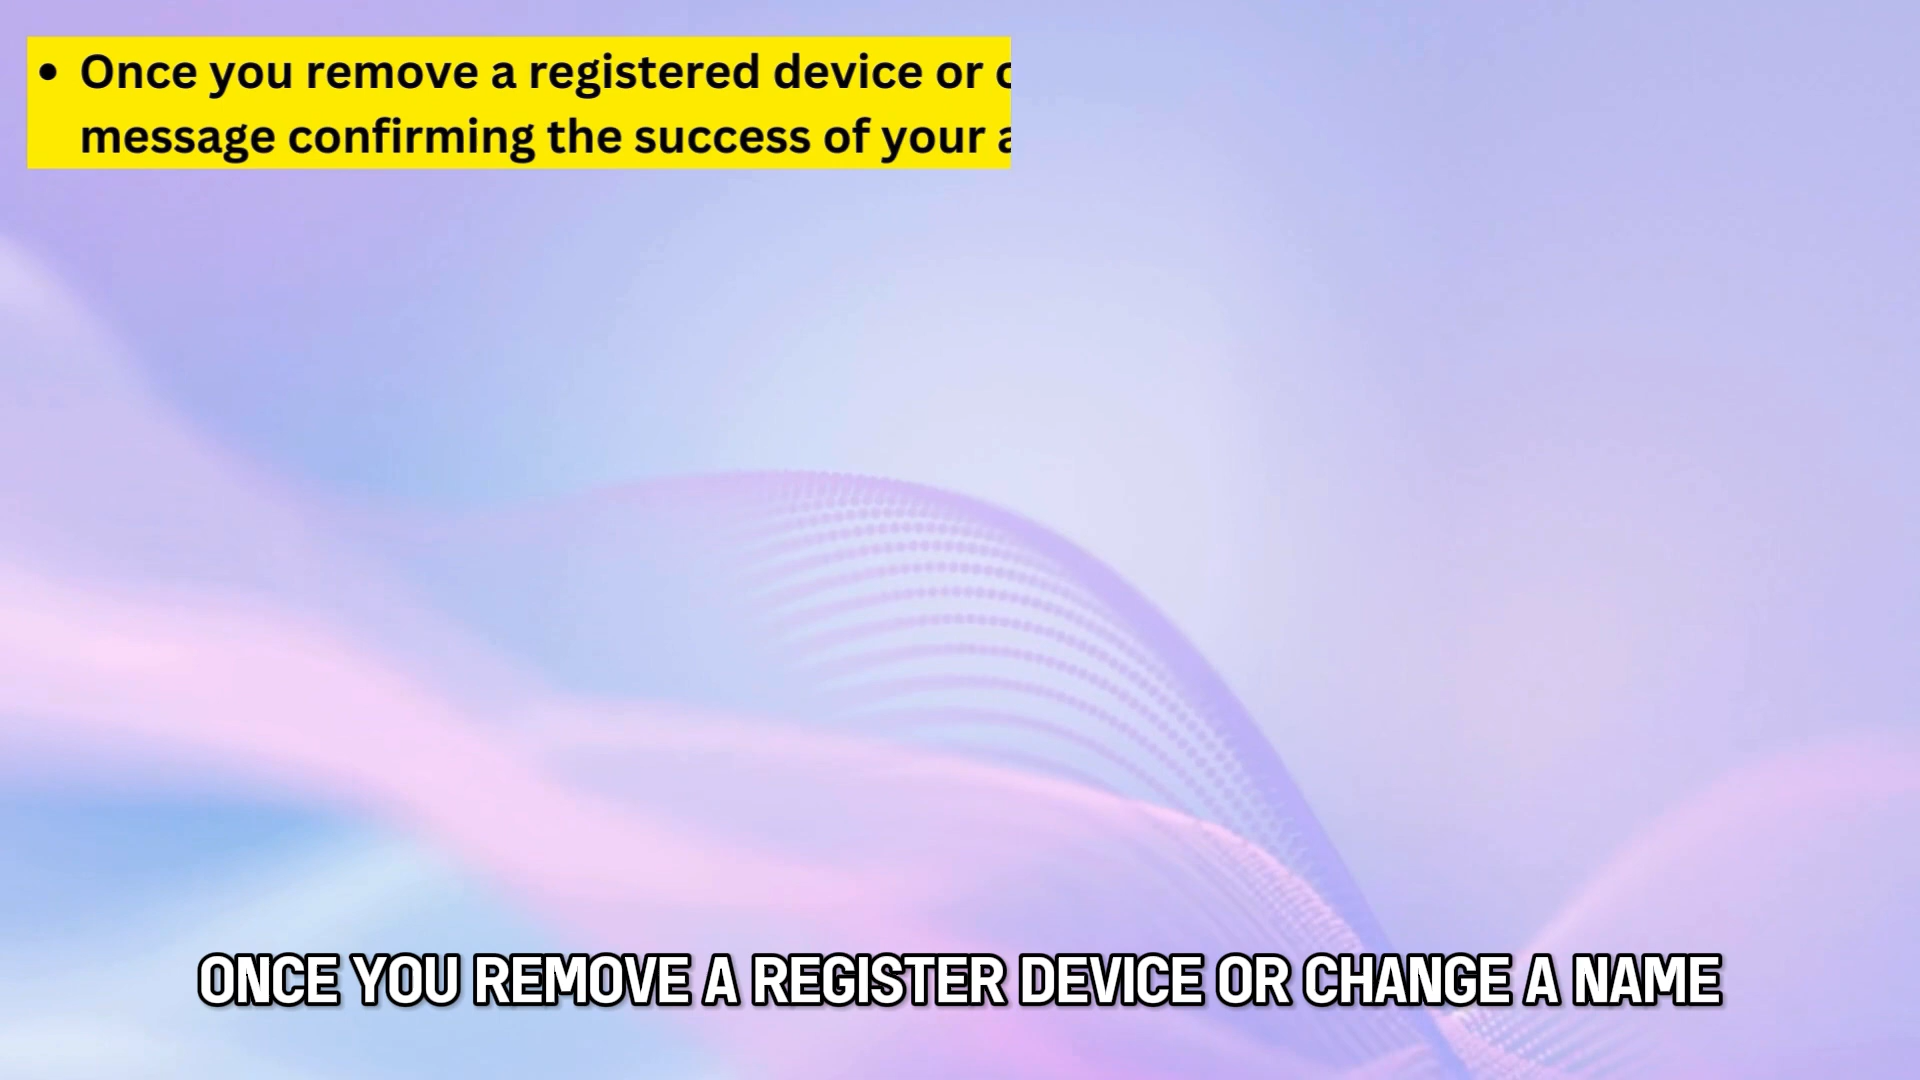 • Once you remove a registered device or
message confirming the success of your
ONCE YOU REMOVE A REGISTER DEVICE OR CHANGE A NAME